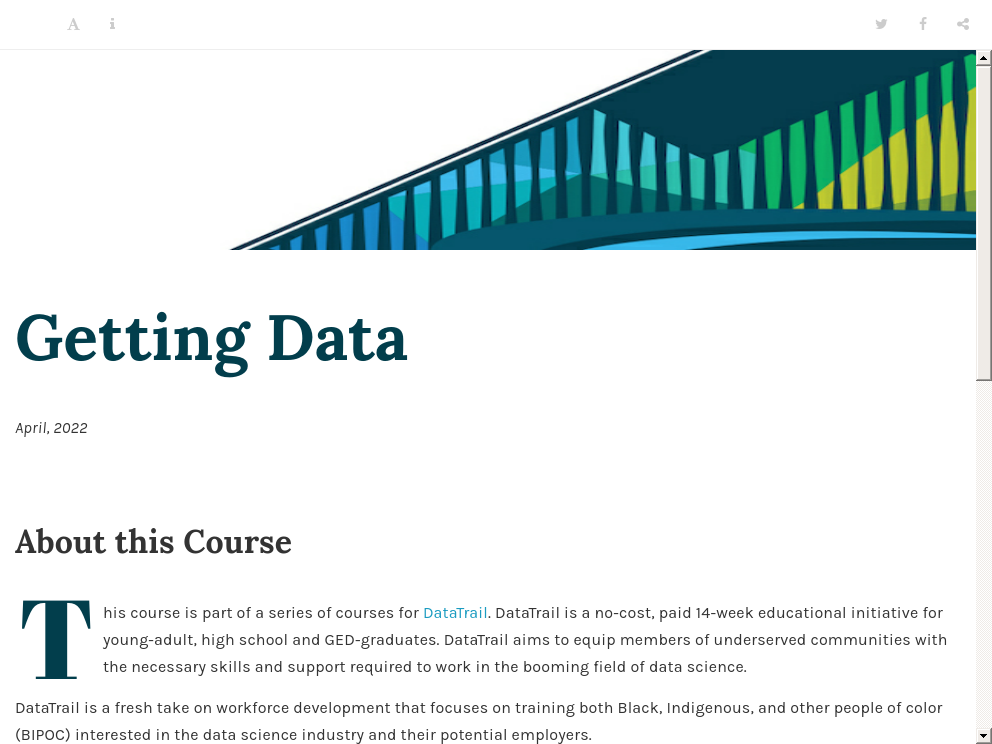 Getting Data
April, 2022
About this Course
This course is part of a series of courses for DataTrail. DataTrail is a no-cost, paid 14-week educational initiative for
young-adult, high school and GED-graduates. DataTrail aims to equip members of underserved communities with
the necessary skills and support required to work in the booming field of data science.
DataTrail is a fresh take on workforce development that focuses on training both Black, Indigenous, and other people of color
(BIPOC) interested in the data science industry and their potential employers.